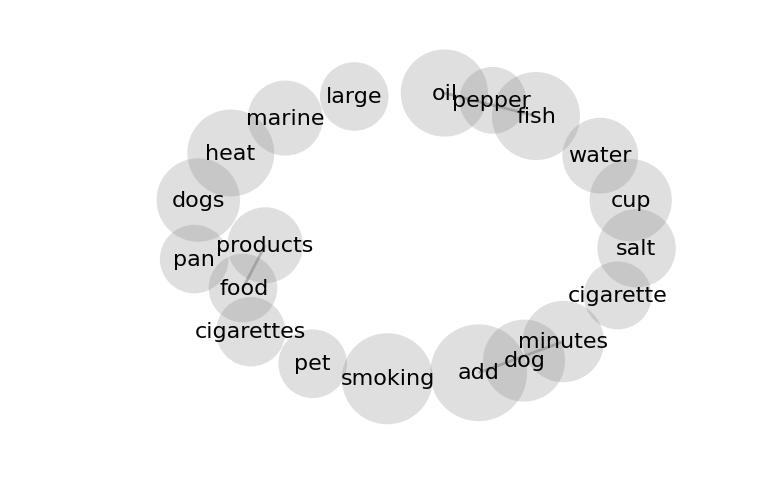 large
oil
pepper
fish
marine
heat
water
dogs
cup
products
salt
pan
food
cigarette
cigarettes
minutes
dog
pet
add
smoking